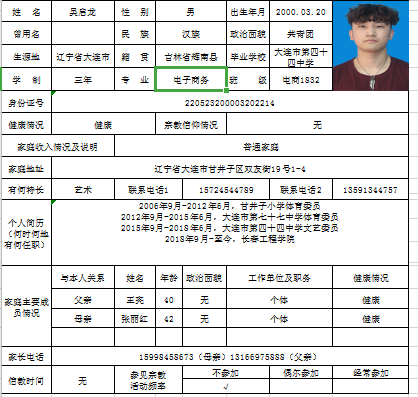 姓 名 吴启龙 性 别 男 出生年月 2000.03.20
曾用名 民 族 汉族 政治面貌 共青团
生源地 辽宁省大连市 籍 贯 吉林省辉南县 毕业学校 大连市第四十四中学
学 制 三年 专 业 电子商务 班 级 电商1832
身份证号 220523200003202214
健康情况 健康 宗教信仰情况 无
家庭收入情况及说明 普通家庭
家庭地址 辽宁省大连市甘井子区双友街19号1-4
有何特长 艺术 联系电话1 15724544789 联系电话2 13591344757
个人简历（何时何地有何任职）
2006年9月-2012年6月，甘井子小学体育委员
2012年9月-2015年6月，大连市第七十七中学体育委员
2015年9月-2018年6月，大连市第四十四中学文艺委员
2018年9月-至今，长春工程学院
家庭主要成员情况
与本人关系 姓名 年龄 政治面貌 工作单位及职务 健康情况
父亲 40 无 个体 健康
母亲 张丽红 42 无 个体 健康
家长电话 15998458673（母亲）13166975888（父亲）
信教时间 无 参见宗教活动频率 不参加 偶尔参加 经常参加
√